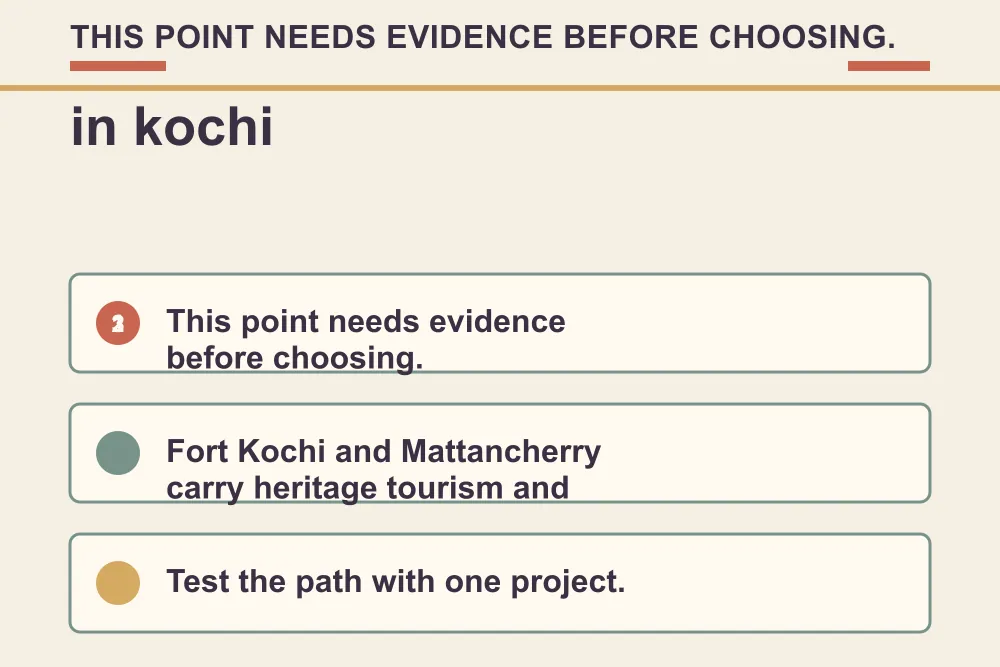 THIS POINT NEEDS EVIDENCE BEFORE CHOOSING.
in kochi
This point needs evidence
before choosing.
Fort Kochi and Mattancherry
carry heritage tourism and
Test the path with one project.